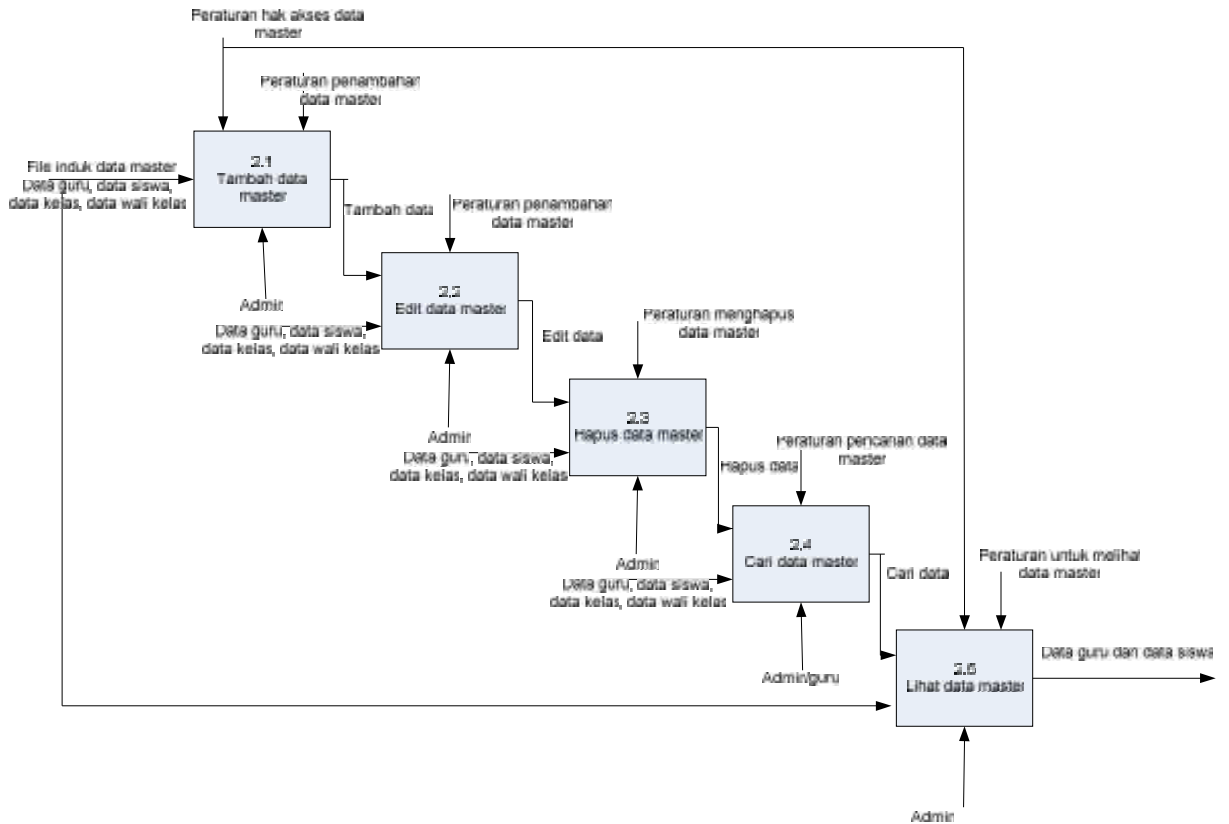 Peraturan hak akses data
master
Peraturan penambahan
data master
2.1
Tambah data
master
File induk data master
Data guru, data siswa,
data kelas, data wali kelas
Tambah data
Peraturan penambahan
data master
2.2
Edit data master
Admin
Data guru, data siswa,
data kelas, data wali kelas
Edit data
Peraturan menghapus
data master
2.3
Hapus data master
Admin
Data guru, data siswa,
data kelas, data wali kelas
Hapus data
Peraturan pencarian data
master
2.4
Cari data master
Admin
Data guru, data siswa,
data kelas, data wali kelas
Cari data
Peraturan untuk melihat
data master
Admin/guru
2.5
Lihat data master
Data guru dan data siswa
Admin